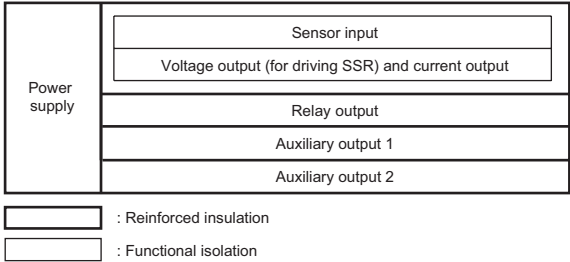 Power
supply
Sensor input
Voltage output (for driving SSR) and current output
Relay output
Auxiliary output 1
Auxiliary output 2
: Reinforced insulation
: Functional isolation